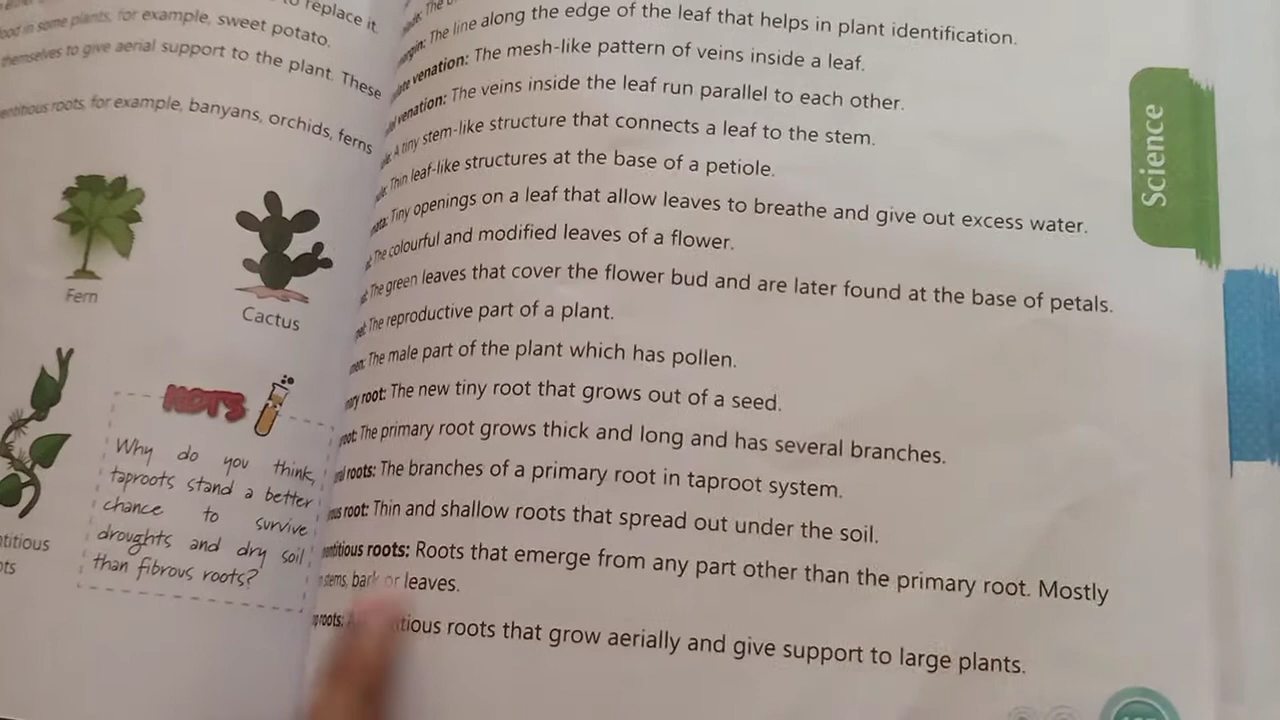 to replace it.
food in some plants, for example, sweet potato.
themselves to give aerial support to the plant. These
roots, for example, banyans, orchids, ferns
Fern
Cactus
HOTS
Why do you think,
taproots stand a better
chance to survive
droughts and dry soil
than fibrous roots?
The line along the edge of the leaf that helps in plant identification.
venation: The mesh-like pattern of veins inside a leaf.
venation: The veins inside the leaf run parallel to each other.
A tiny stem-like structure that connects a leaf to the stem.
Thin leaf-like structures at the base of a petiole.
Tiny openings on a leaf that allow leaves to breathe and give out excess water.
The colourful and modified leaves of a flower.
The green leaves that cover the flower bud and are later found at the base of petals.
The reproductive part of a plant.
The male part of the plant which has pollen.
root: The new tiny root that grows out of a seed.
root: The primary root grows thick and long and has several branches.
roots: The branches of a primary root in taproot system.
root: Thin and shallow roots that spread out under the soil.
roots: Roots that emerge from any part other than the primary root. Mostly
stems, bark or leaves.
roots: roots that grow aerially and give support to large plants.
Science